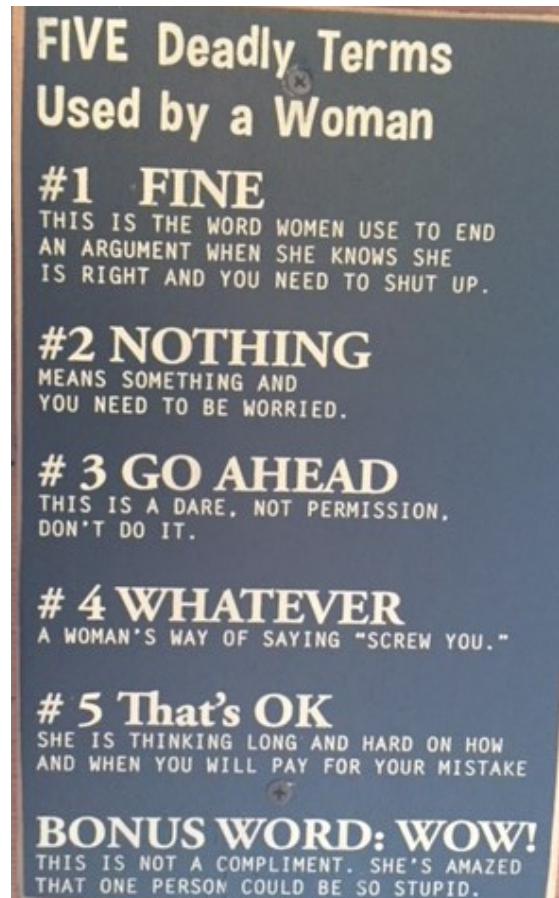 FIVE Deadly Terms
Used by a Woman
#1 FINE
THIS IS THE WORD WOMEN USE TO END
AN ARGUMENT WHEN SHE KNOWS SHE
IS RIGHT AND YOU NEED TO SHUT UP.
#2 NOTHING
MEANS SOMETHING AND
YOU NEED TO BE WORRIED.
# 3 GO AHEAD
THIS IS A DARE, NOT PERMISSION,
DON'T DO IT.
# 4 WHATEVER
A WOMAN'S WAY OF SAYING "SCREW YOU."
# 5 That's OK
SHE IS THINKING LONG AND HARD ON HOW
AND WHEN YOU WILL PAY FOR YOUR MISTAKE
BONUS WORD: WOW!
THIS IS NOT A COMPLIMENT. SHE'S AMAZED
THAT ONE PERSON COULD BE SO STUPID.